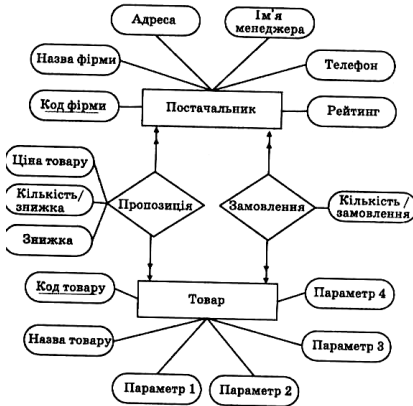 Адреса
Ім'я
менеджера
Назва фірми
Телефон
Код фірми
Постачальник
Рейтинг
Ціна товару
Кількість/
знижка
Пропозиція
Замовлення
Кількість /
замовлення
Знижка
Код товару
Товар
Параметр 4
Назва товару
Параметр 3
Параметр 1
Параметр 2